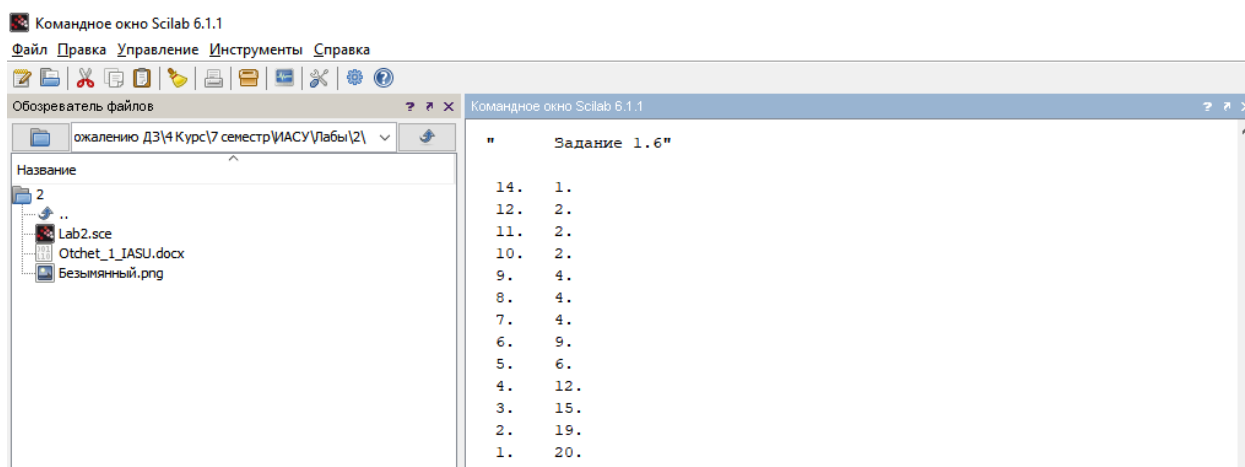 Командное окно Scilab 6.1.1
Файл Правка Управление Инструменты Справка
Обозреватель файлов
ожалению ДЗ\4 Курс\7 семестр\ИАСУ\Лабы\2\
Название
2
..
Lab2.sce
Otchet_1_IASU.docx
Безымянный.png
Командное окно Scilab 6.1.1
"      Задание 1.6"
14.   1.
12.   2.
11.   2.
10.   2.
9.    4.
8.    4.
7.    4.
6.    9.
5.    6.
4.    12.
3.    15.
2.    19.
1.    20.